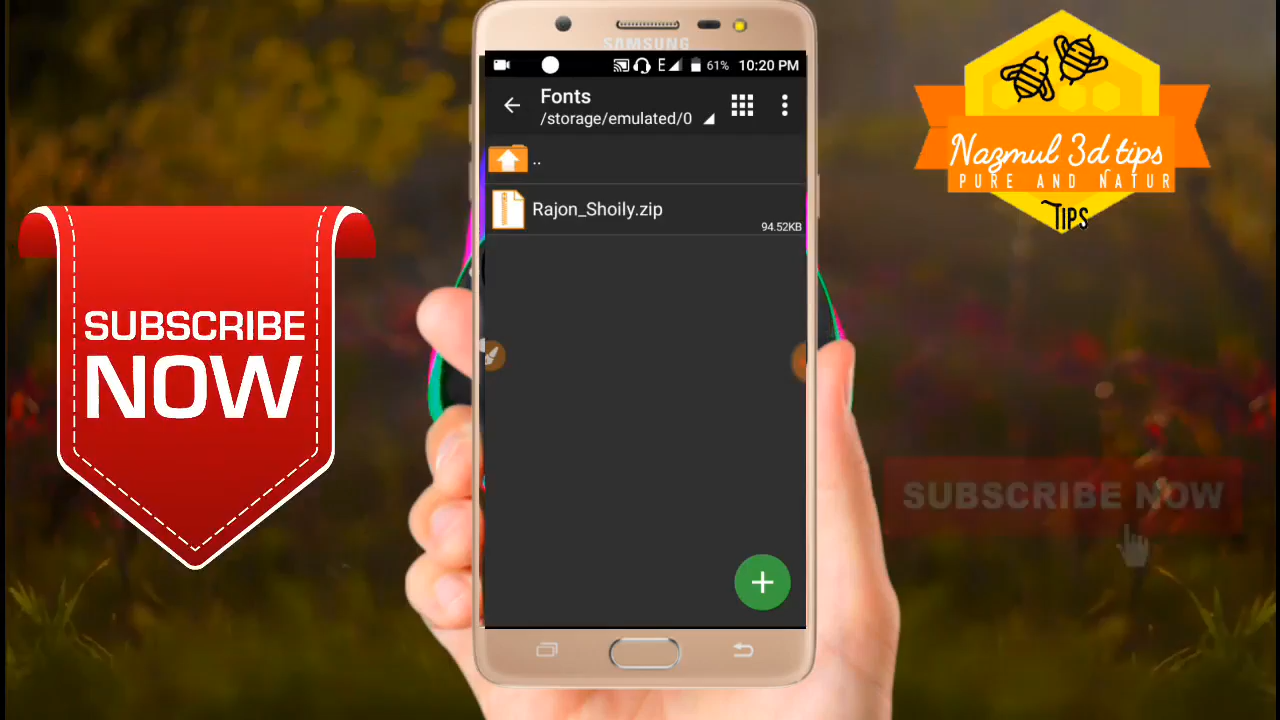 SAMSUNG
E
61%
10:20 PM
Fonts
/storage/emulated/0
..
Rajon_Shoily.zip
94.52KB
SUBSCRIBE
NOW
Nazmul 3d tips
PURE AND NATUR
TIPS
SUBSCRIBE NOW